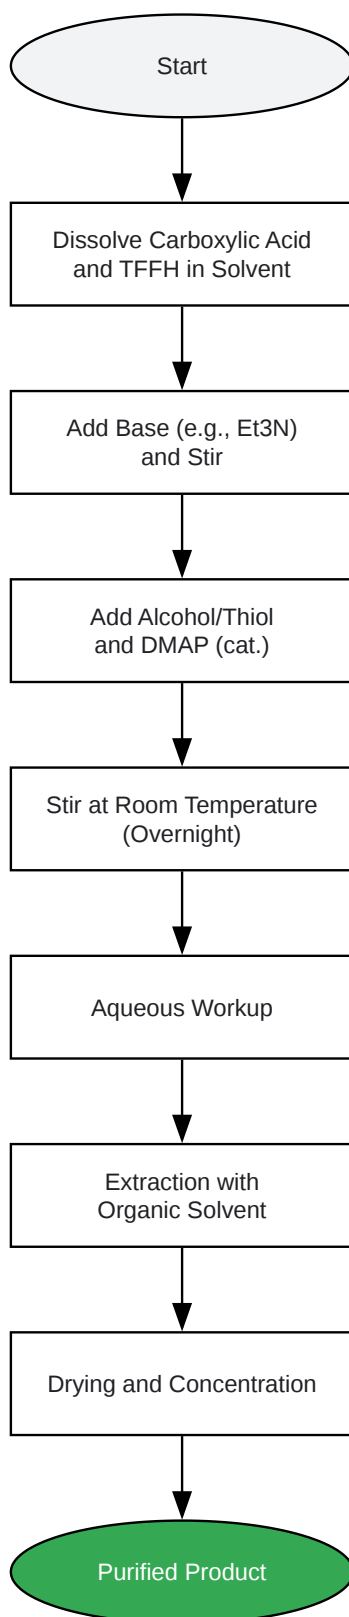 Start
Dissolve Carboxylic Acid
and TFFH in Solvent
Add Base (e.g., Et3N)
and Stir
Add Alcohol/Thiol
and DMAP (cat.)
Stir at Room Temperature
(Overnight)
Aqueous Workup
Extraction with
Organic Solvent
Drying and Concentration
Purified Product